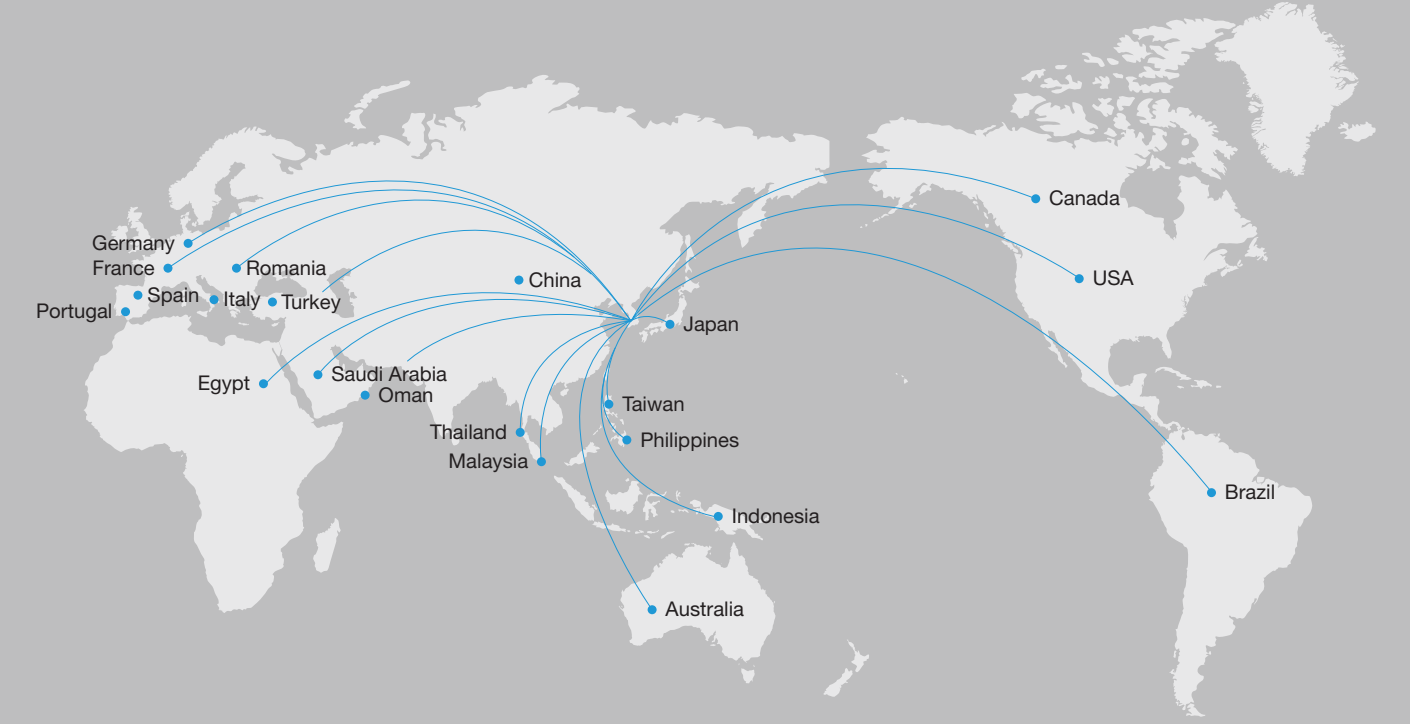 Canada
Germany
France
Romania
USA
China
Spain
Italy
Turkey
Portugal
Japan
Egypt
Saudi Arabia
Oman
Taiwan
Thailand
Philippines
Malaysia
Brazil
Indonesia
Australia